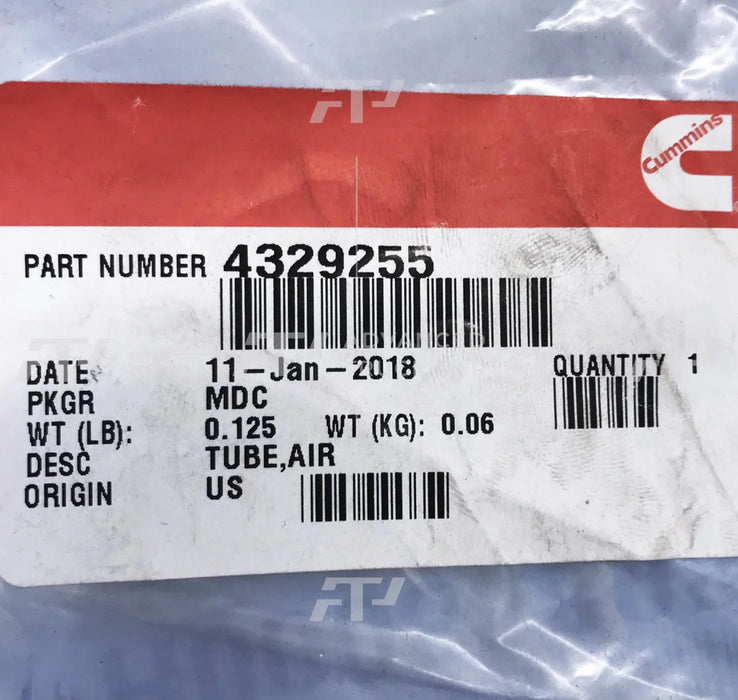 Cummins
PART NUMBER 4329255
DATE 11-Jan-2018 QUANTITY 1
PKGR MDC
WT (LB): 0.125 WT (KG): 0.06
DESC TUBE,AIR
ORIGIN US